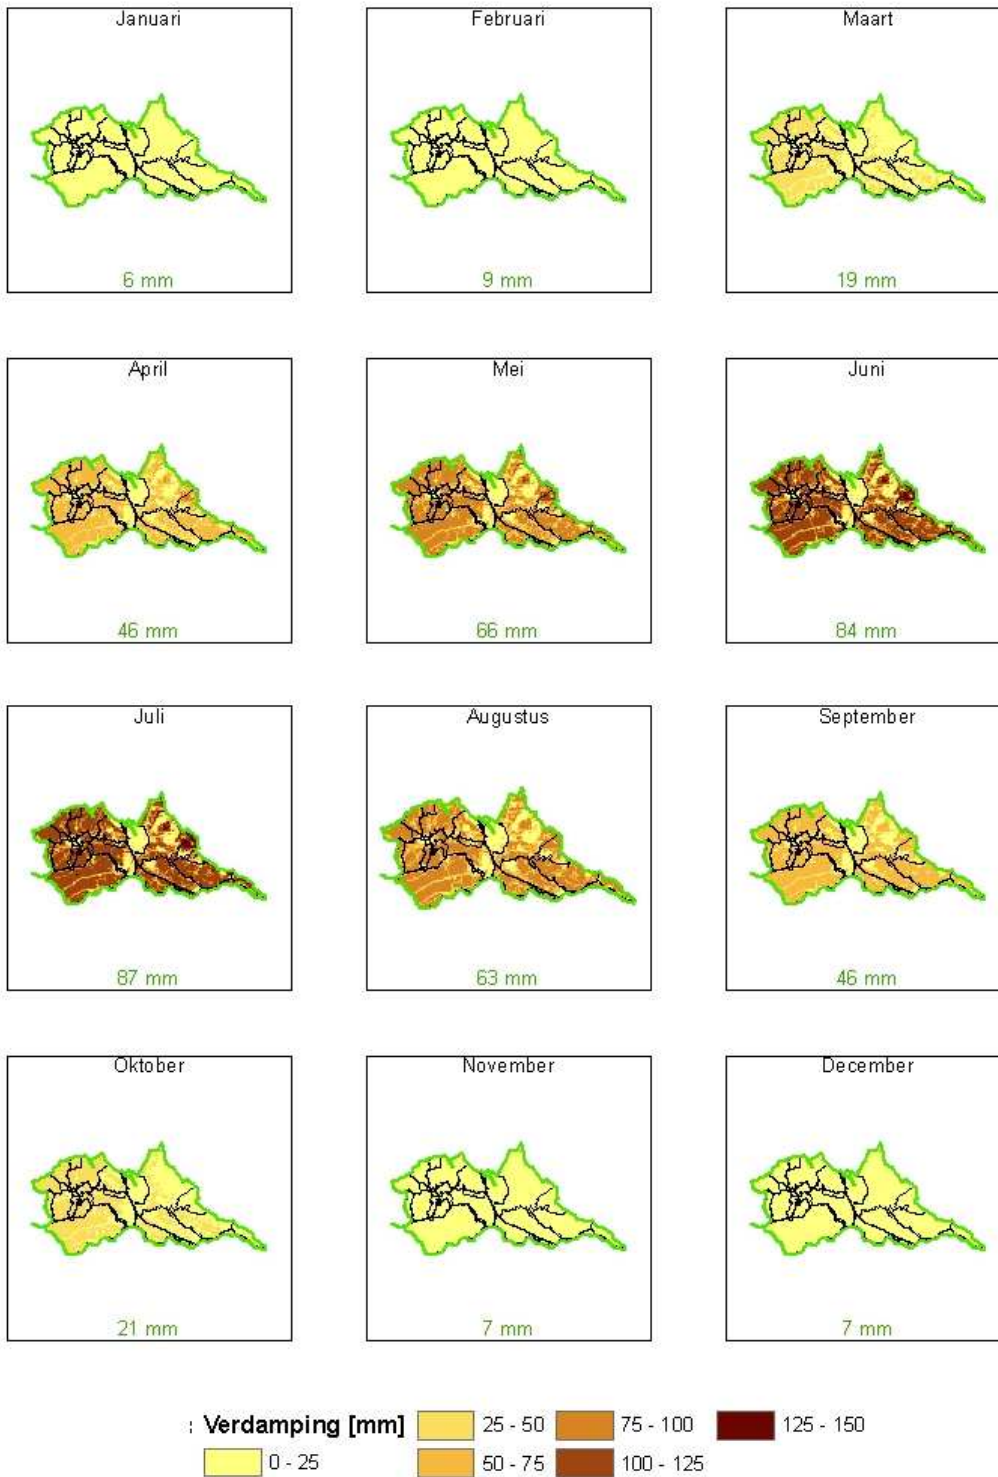 Januari
Februari
Maart
6 mm
9 mm
19 mm
April
Mei
Juni
46 mm
66 mm
84 mm
Juli
Augustus
September
87 mm
63 mm
46 mm
Oktober
November
December
21 mm
7 mm
7 mm
Verdamping [mm]
0 - 25
25 - 50
50 - 75
75 - 100
100 - 125
125 - 150